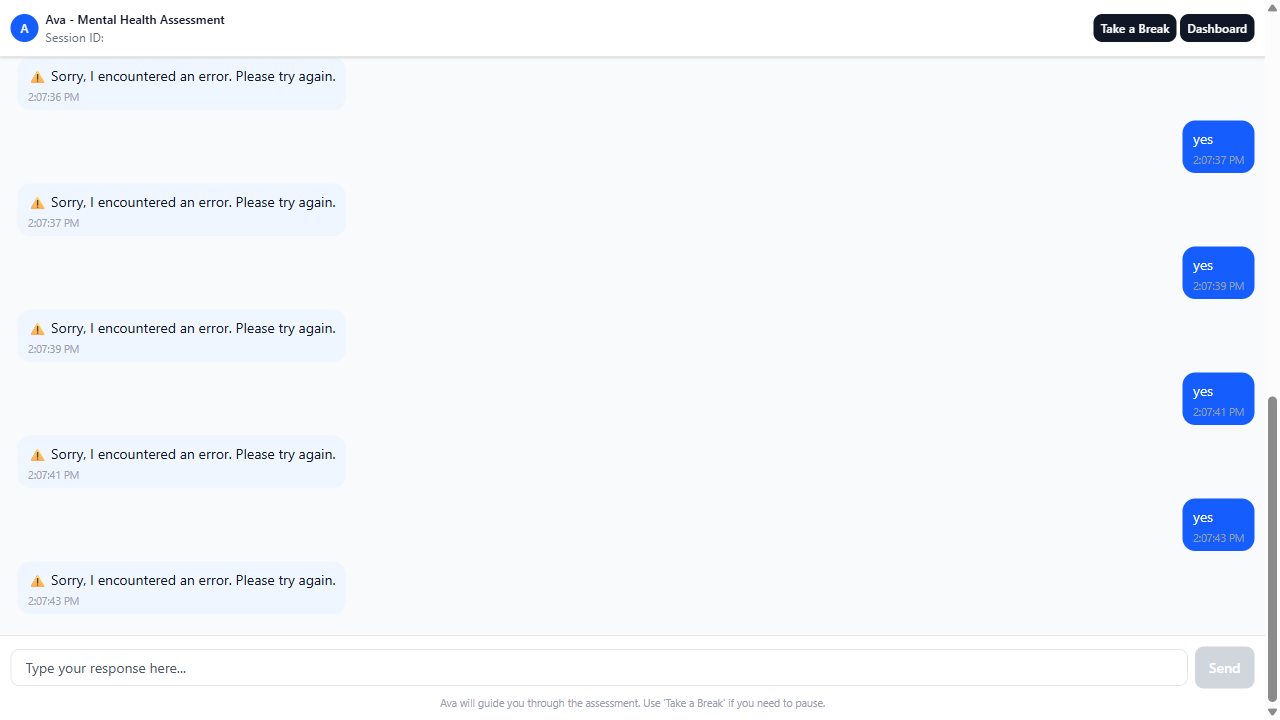 A
Ava - Mental Health Assessment
Session ID:
Take a Break
Dashboard
⚠️ Sorry, I encountered an error. Please try again.
2:07:36 PM
yes
2:07:37 PM
⚠️ Sorry, I encountered an error. Please try again.
2:07:37 PM
yes
2:07:39 PM
⚠️ Sorry, I encountered an error. Please try again.
2:07:39 PM
yes
2:07:41 PM
⚠️ Sorry, I encountered an error. Please try again.
2:07:41 PM
yes
2:07:43 PM
⚠️ Sorry, I encountered an error. Please try again.
2:07:43 PM
Type your response here...
Send
Ava will guide you through the assessment. Use 'Take a Break' if you need to pause.